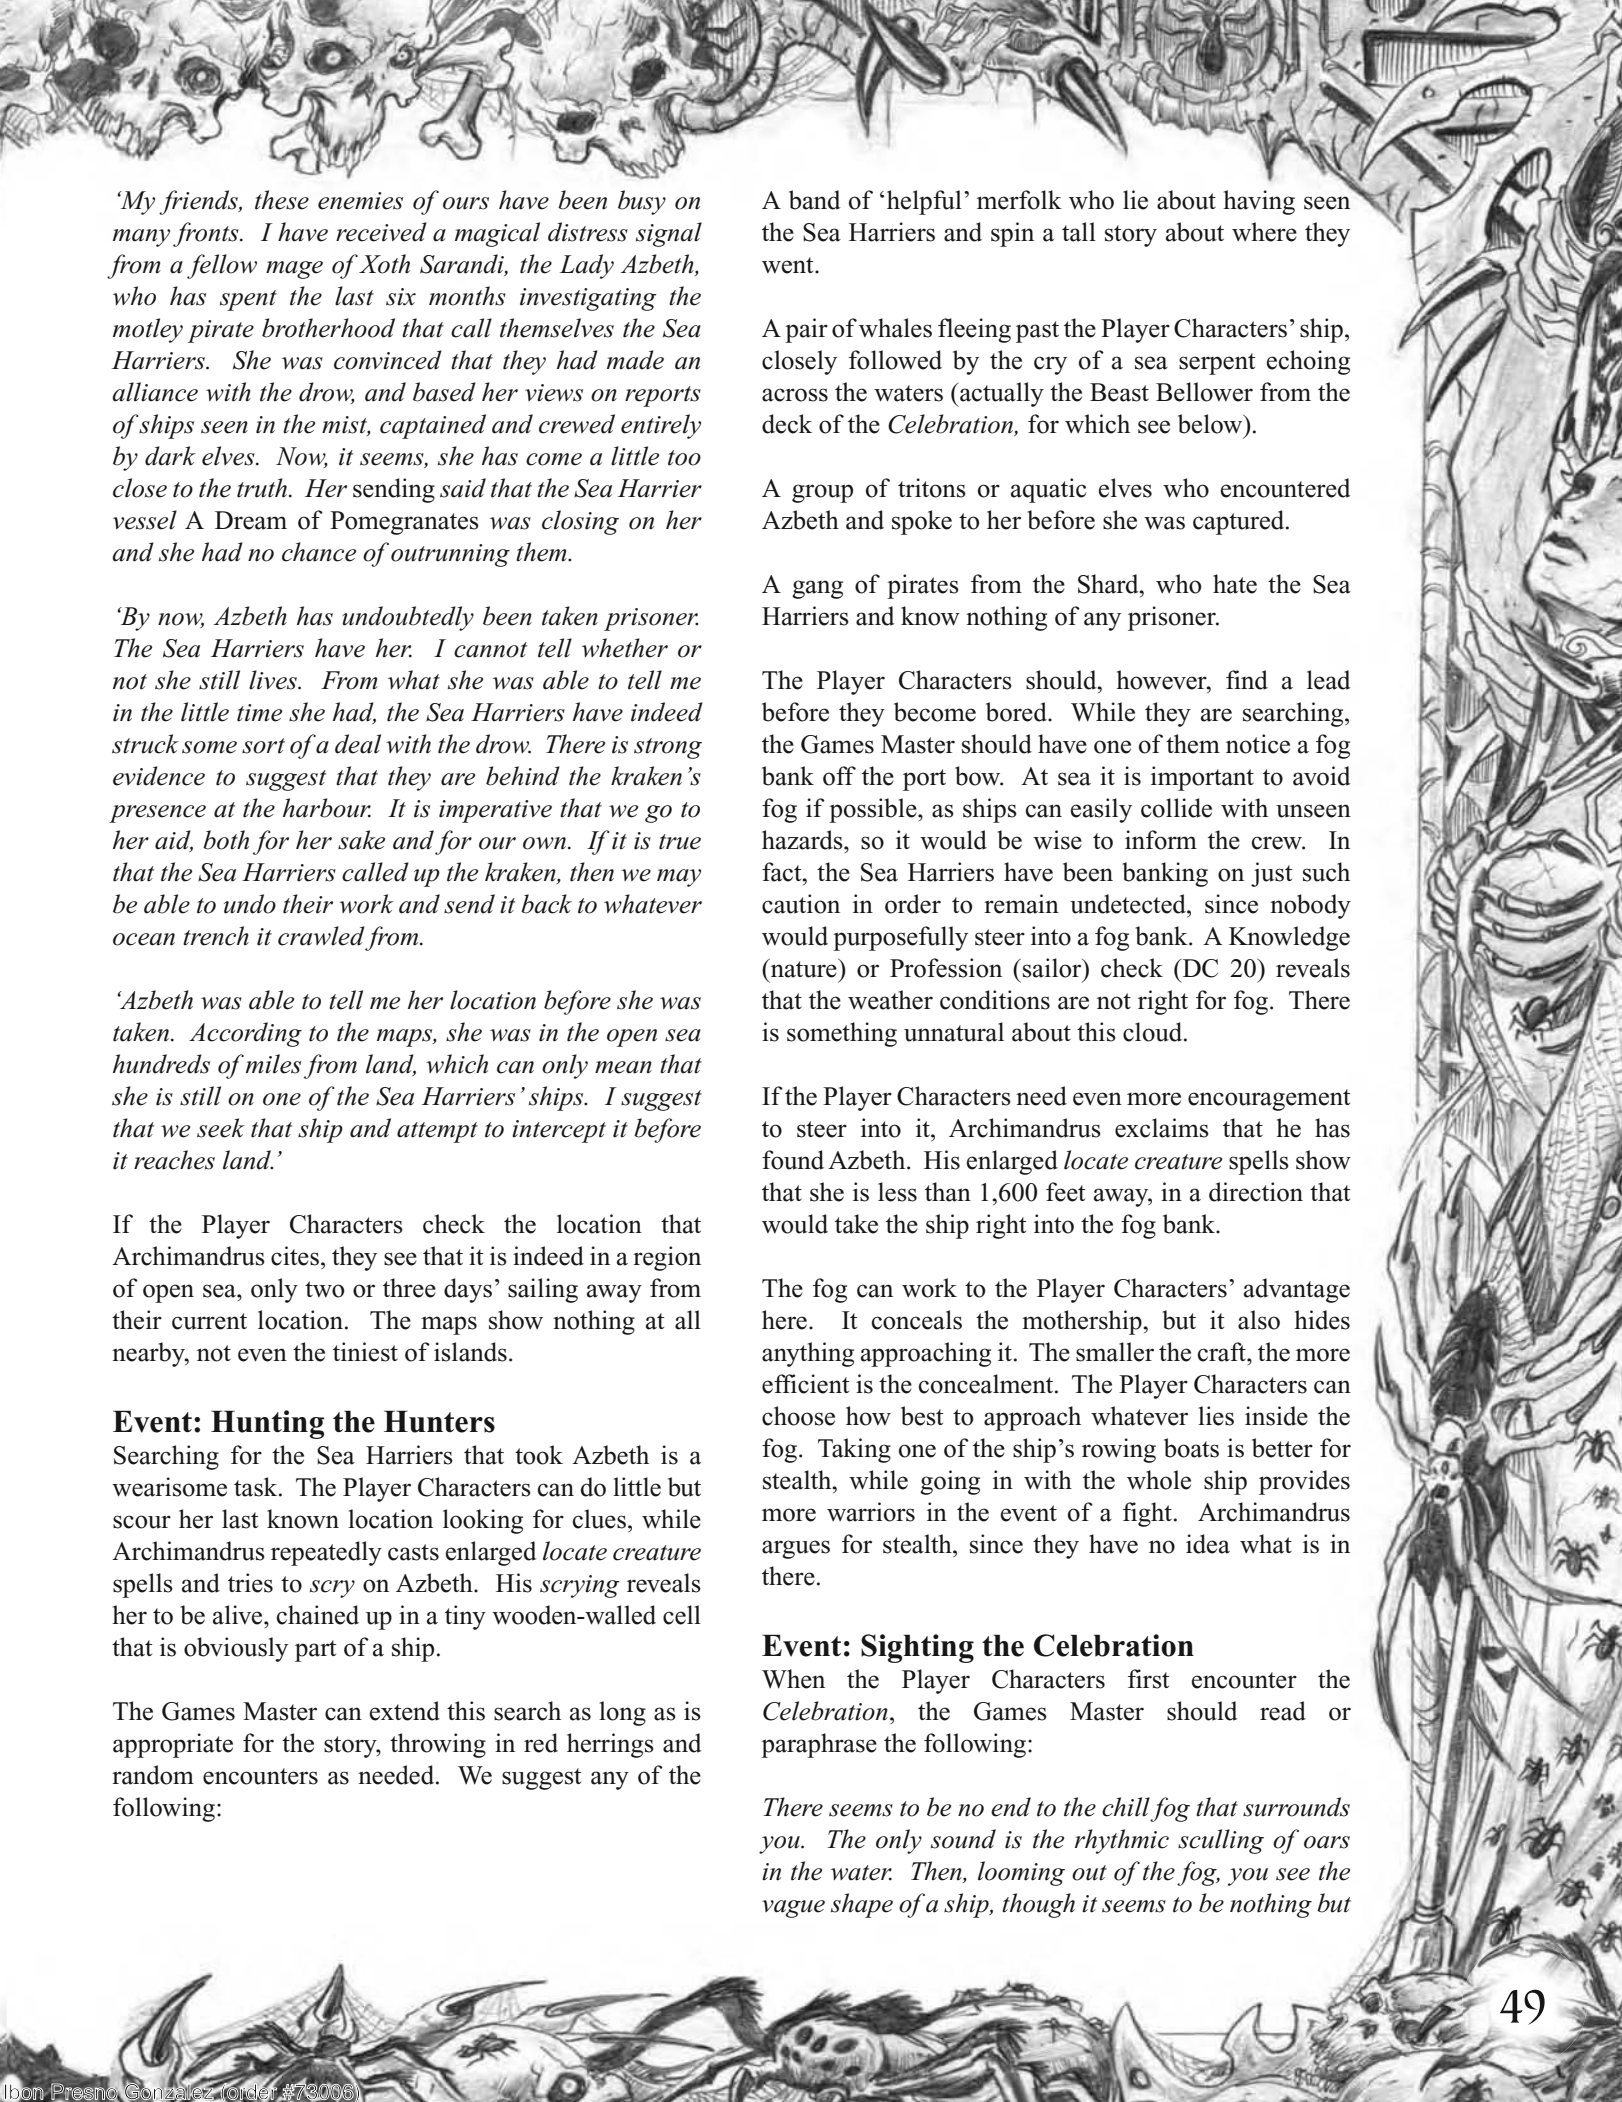 ‘My friends, these enemies of ours have been busy on
many fronts.  I have received a magical distress signal
from a fellow mage of Xoth Sarandi, the Lady Azbeth,
who has spent the last six months investigating the
motley pirate brotherhood that call themselves the Sea
Harriers.  She was convinced that they had made an
alliance with the drow, and based her views on reports
of ships seen in the mist, captained and crewed entirely
by dark elves.  Now, it seems, she has come a little too
close to the truth.  Her sending said that the Sea Harrier
vessel A Dream of Pomegranates was closing on her
and she had no chance of outrunning them.

‘By now, Azbeth has undoubtedly been taken prisoner.
The Sea Harriers have her.  I cannot tell whether or
not she still lives.  From what she was able to tell me
in the little time she had, the Sea Harriers have indeed
struck some sort of a deal with the drow.  There is strong
evidence to suggest that they are behind the kraken’s
presence at the harbour.  It is imperative that we go to
her aid, both for her sake and for our own.  If it is true
that the Sea Harriers called up the kraken, then we may
be able to undo their work and send it back to whatever
ocean trench it crawled from.

‘Azbeth was able to tell me her location before she was
taken.  According to the maps, she was in the open sea
hundreds of miles from land, which can only mean that
she is still on one of the Sea Harriers’ ships.  I suggest
that we seek that ship and attempt to intercept it before
it reaches land.’

If the Player Characters check the location that
Archimandrus cites, they see that it is indeed in a region
of open sea, only two or three days’ sailing away from
their current location.  The maps show nothing at all
nearby, not even the tiniest of islands.

Event: Hunting the Hunters
Searching for the Sea Harriers that took Azbeth is a
wearisome task.  The Player Characters can do little but
scour her last known location looking for clues, while
Archimandrus repeatedly casts enlarged locate creature
spells and tries to scry on Azbeth.  His scrying reveals
her to be alive, chained up in a tiny wooden-walled cell
that is obviously part of a ship.

The Games Master can extend this search as long as is
appropriate for the story, throwing in red herrings and
random encounters as needed.  We suggest any of the
following:

A band of ‘helpful’ merfolk who lie about having seen
the Sea Harriers and spin a tall story about where they
went.

A pair of whales fleeing past the Player Characters’ ship,
closely followed by the cry of a sea serpent echoing
across the waters (actually the Beast Bellower from the
deck of the Celebration, for which see below).

A group of tritons or aquatic elves who encountered
Azbeth and spoke to her before she was captured.

A gang of pirates from the Shard, who hate the Sea
Harriers and know nothing of any prisoner.

The Player Characters should, however, find a lead
before they become bored.  While they are searching,
the Games Master should have one of them notice a fog
bank off the port bow.  At sea it is important to avoid
fog if possible, as ships can easily collide with unseen
hazards, so it would be wise to inform the crew.  In
fact, the Sea Harriers have been banking on just such
caution in order to remain undetected, since nobody
would purposefully steer into a fog bank.  A Knowledge
(nature) or Profession (sailor) check (DC 20) reveals
that the weather conditions are not right for fog.  There
is something unnatural about this cloud.

If the Player Characters need even more encouragement
to steer into it, Archimandrus exclaims that he has
found Azbeth.  His enlarged locate creature spells show
that she is less than 1,600 feet away, in a direction that
would take the ship right into the fog bank.

The fog can work to the Player Characters’ advantage
here.  It conceals the mothership, but it also hides
anything approaching it.  The smaller the craft, the more
efficient is the concealment.  The Player Characters can
choose how best to approach whatever lies inside the
fog.  Taking one of the ship’s rowing boats is better for
stealth, while going in with the whole ship provides
more warriors in the event of a fight.  Archimandrus
argues for stealth, since they have no idea what is in
there.

Event: Sighting the Celebration
When the Player Characters first encounter the
Celebration, the Games Master should read or
paraphrase the following:

There seems to be no end to the chill fog that surrounds
you.  The only sound is the rhythmic sculling of oars
in the water.  Then, looming out of the fog, you see the
vague shape of a ship, though it seems to be nothing but

49
Ibon Presno Gonzalez (order #73006)